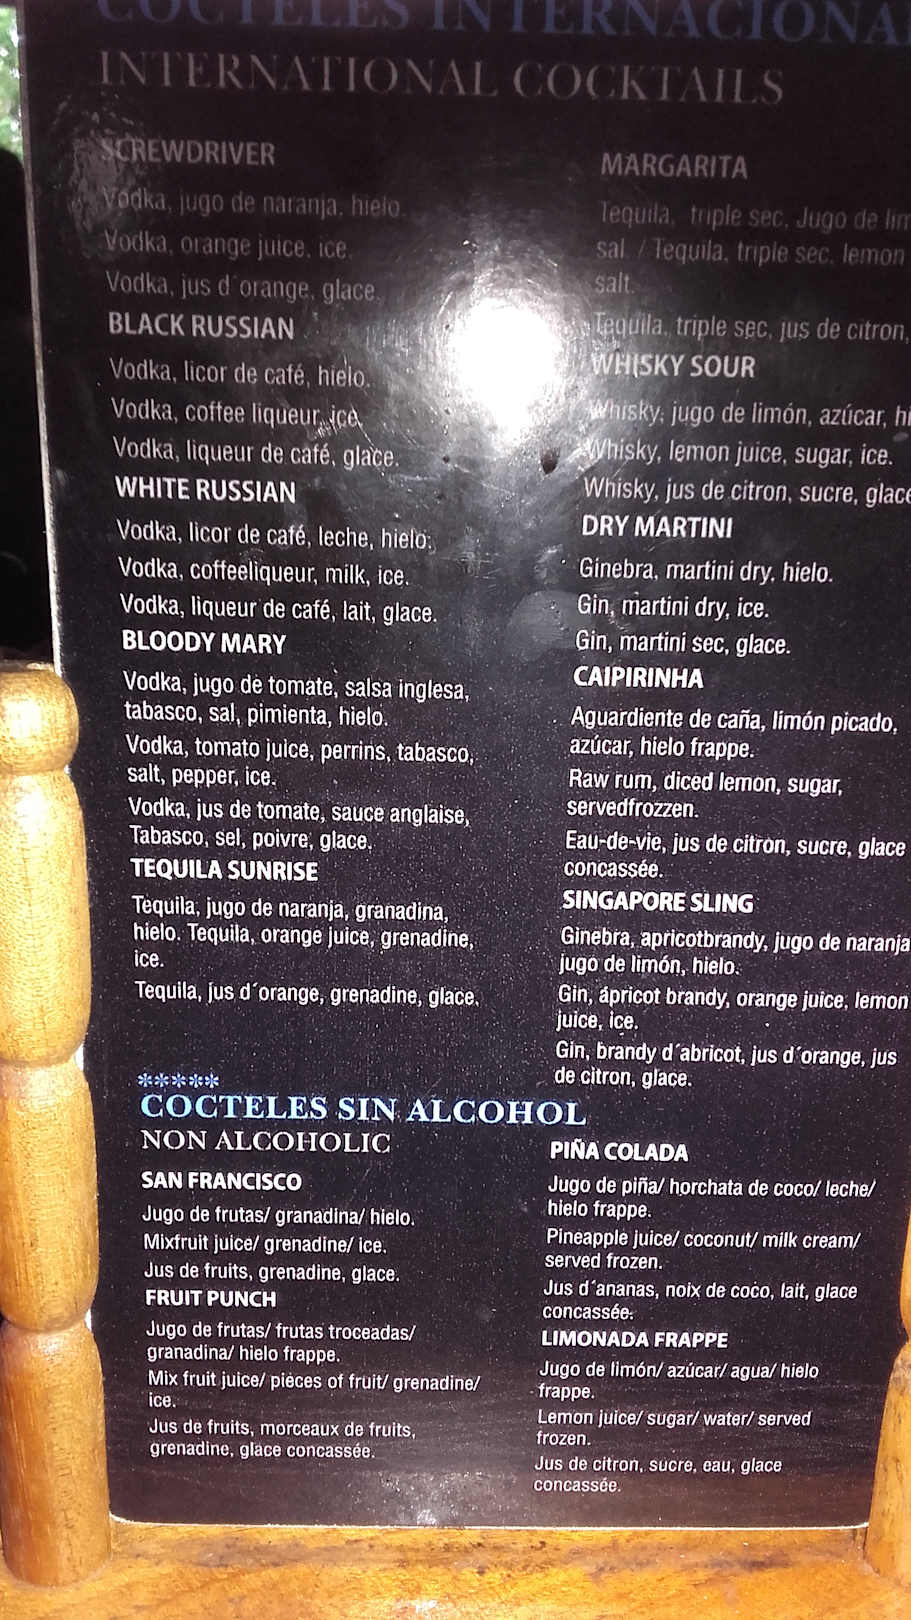 COCTELES INTERNACIONA
INTERNATIONAL COCKTAILS
SCREWDRIVER
Vodka, jugo de naranja, hielo.
Vodka, orange juice, ice.
Vodka, jus d´orange, glace.
BLACK RUSSIAN
Vodka, licor de café, hielo.
Vodka, coffee liqueur, ice.
Vodka, liqueur de café, glace.
WHITE RUSSIAN
Vodka, licor de café, leche, hielo.
Vodka, coffeeliqueur, milk, ice.
Vodka, liqueur de café, lait, glace.
BLOODY MARY
Vodka, jugo de tomate, salsa inglesa,
tabasco, sal, pimienta, hielo.
Vodka, tomato juice, perrins, tabasco,
salt, pepper, ice.
Vodka, jus de tomate, sauce anglaise,
Tabasco, sel, poivre, glace.
TEQUILA SUNRISE
Tequila, jugo de naranja, granadina,
hielo. Tequila, orange juice, grenadine,
ice.
Tequila, jus d´orange, grenadine, glace.
MARGARITA
Tequila, triple sec, Jugo de lim
sal / Tequila, triple sec, lemon
salt.
Tequila, triple sec, jus de citron,
WHISKY SOUR
Whisky, jugo de limón, azúcar, hi
Whisky, lemon juice, sugar, ice.
Whisky, jus de citron, sucre, glace
DRY MARTINI
Ginebra, martini dry, hielo.
Gin, martini dry, ice.
Gin, martini sec, glace.
CAIPIRINHA
Aguardiente de caña, limón picado,
azúcar, hielo frappe.
Raw rum, diced lemon, sugar,
servedfrozzen.
Eau-de-vie, jus de citron, sucre, glace
concassée.
SINGAPORE SLING
Ginebra, apricotbrandy, jugo de naranja
jugo de limón, hielo.
Gin, ápricot brandy, orange juice, lemon
juice, ice.
Gin, brandy d´abricot, jus d´orange, jus
de citron, glace.
*****
COCTELES SIN ALCOHOL
NON ALCOHOLIC
SAN FRANCISCO
Jugo de frutas/ granadina/ hielo.
Mixfruit juice/ grenadine/ ice.
Jus de fruits, grenadine, glace.
FRUIT PUNCH
Jugo de frutas/ frutas troceadas/
granadina/ hielo frappe.
Mix fruit juice/ pieces of fruit/ grenadine/
ice.
Jus de fruits, morceaux de fruits,
grenadine, glace concassée.
PIÑA COLADA
Jugo de piña/ horchata de coco/ leche/
hielo frappe.
Pineapple juice/ coconut/ milk cream/
served frozen.
Jus d´ananas, noix de coco, lait, glace
concassée.
LIMONADA FRAPPE
Jugo de limón/ azúcar/ agua/ hielo
frappe.
Lemon juice/ sugar/ water/ served
frozen.
Jus de citron, sucre, eau, glace
concassée.